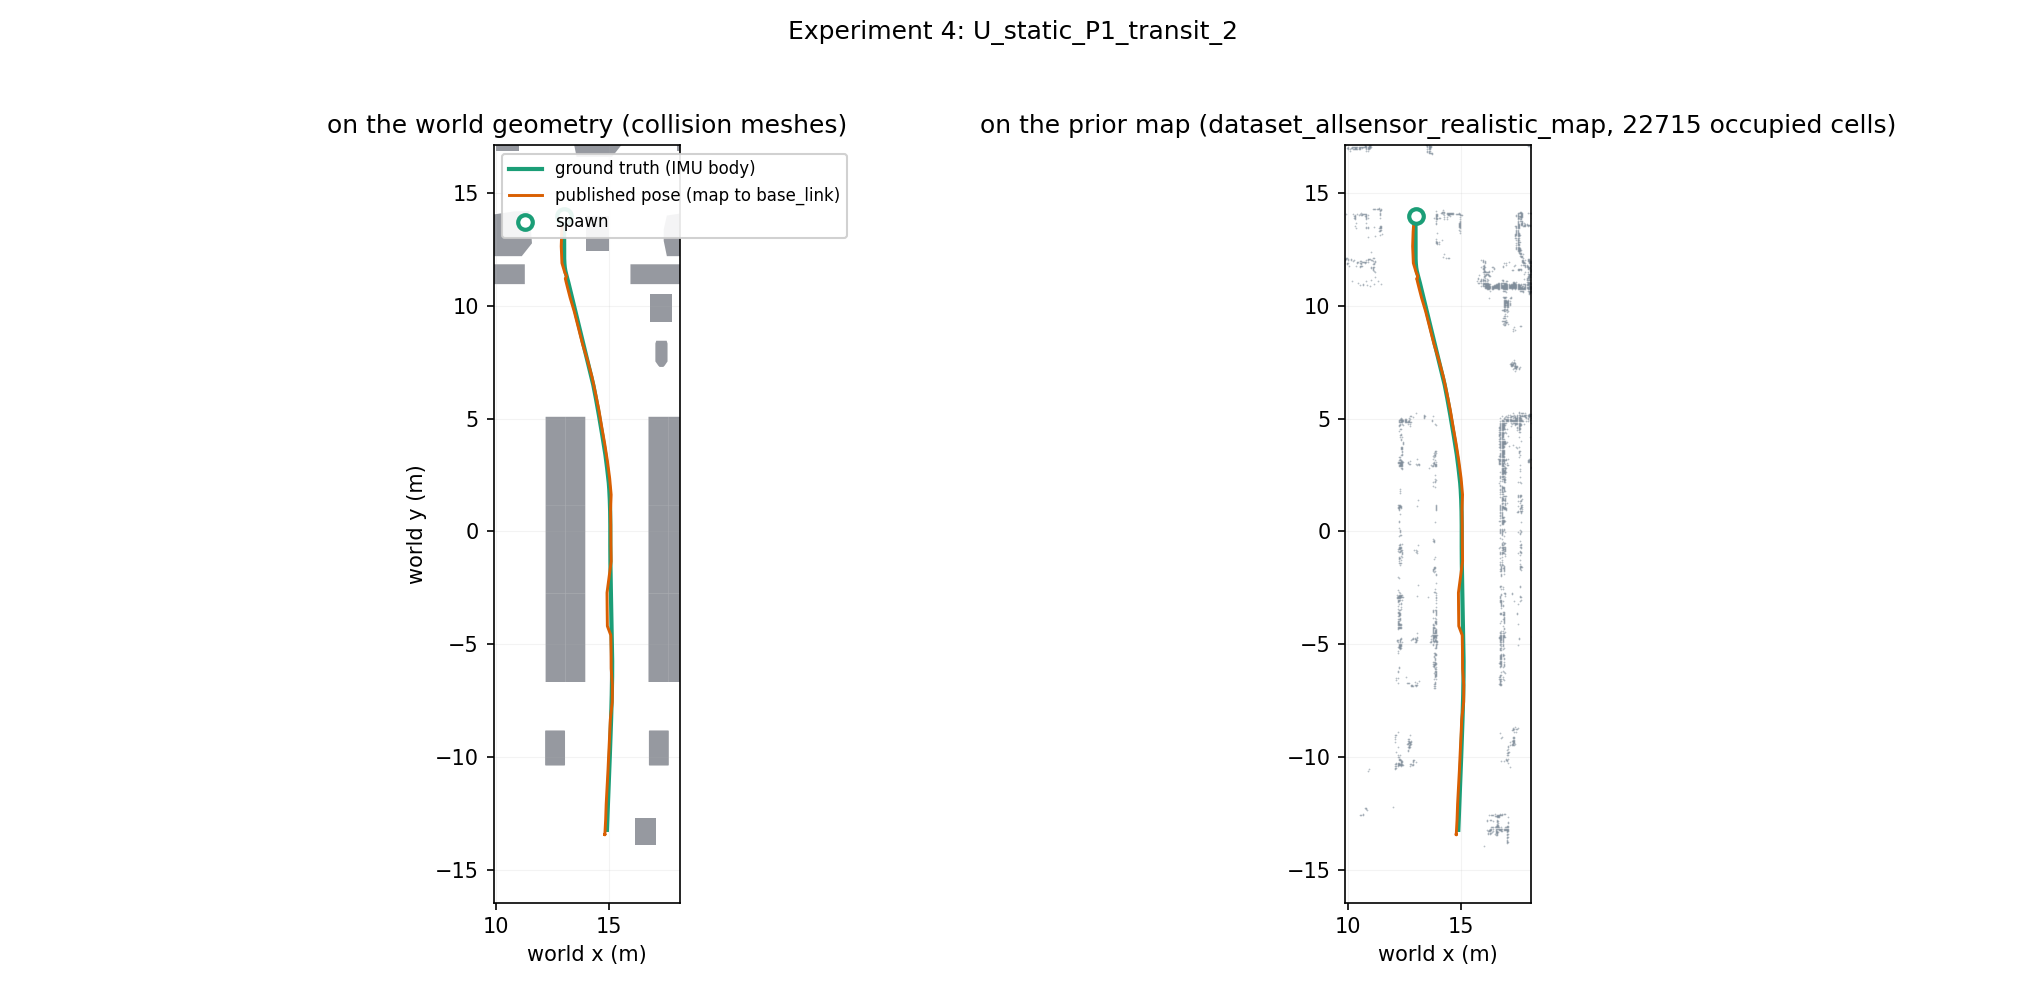 Experiment 4: U_static_P1_transit_2
on the world geometry (collision meshes)
ground truth (IMU body)
published pose (map to base_link)
spawn
15
10
5
0
−5
−10
−15
world y (m)
10
15
world x (m)
on the prior map (dataset_allsensor_realistic_map, 22715 occupied cells)
15
10
5
0
−5
−10
−15
10
15
world x (m)